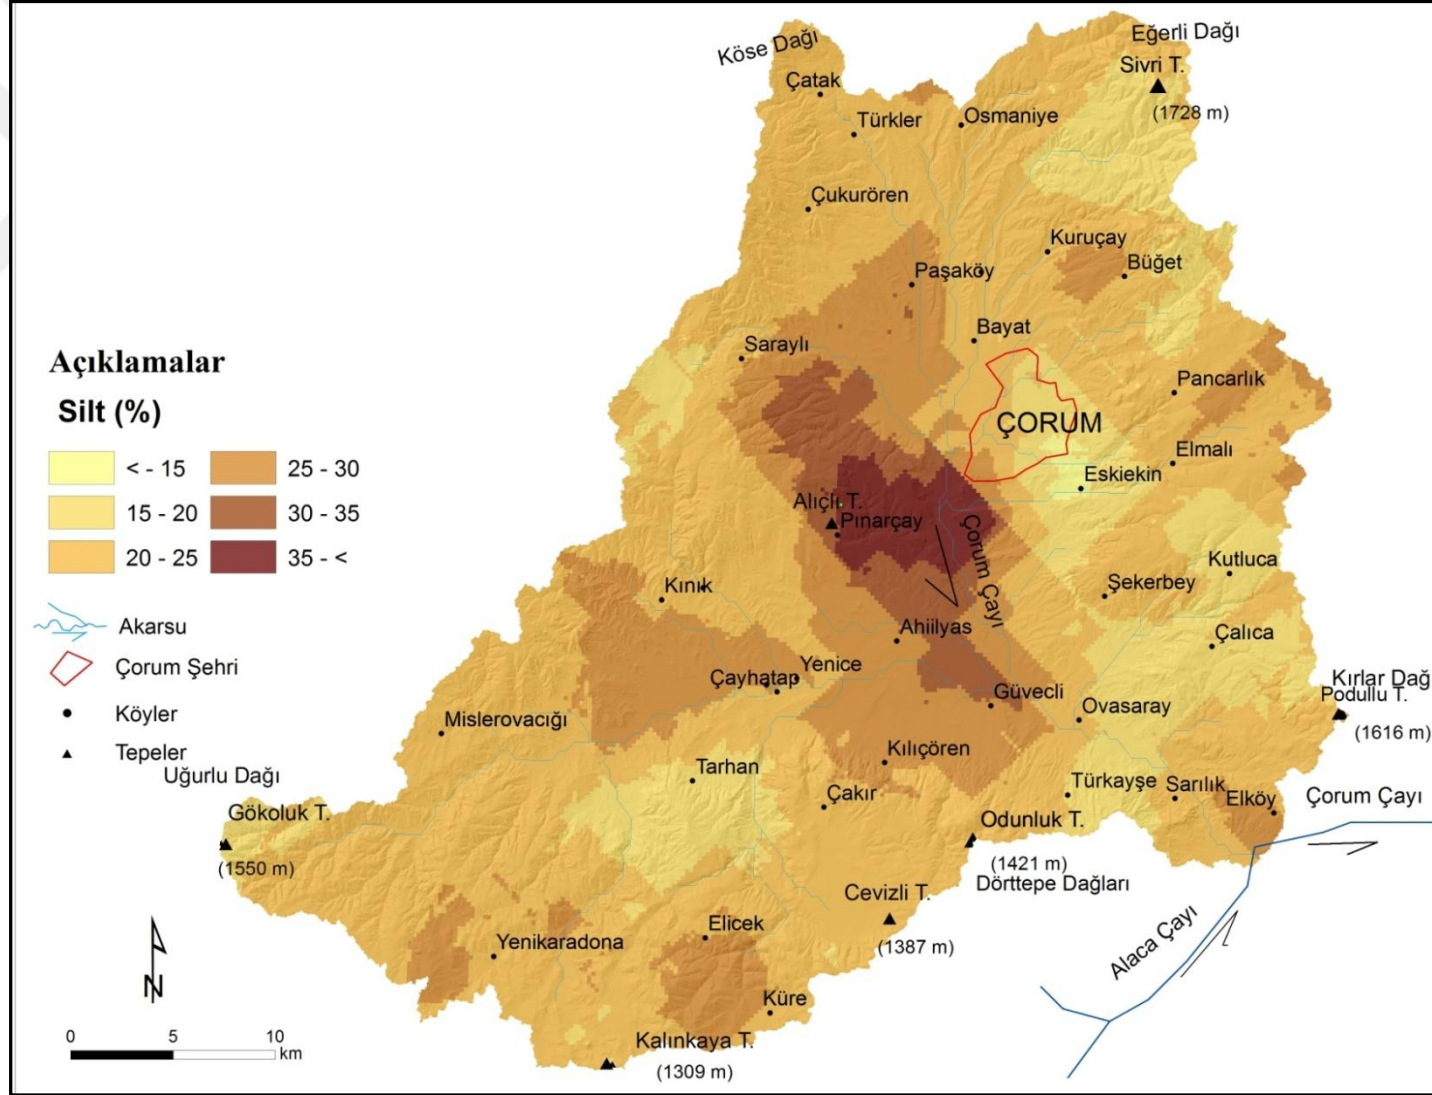 Köse Dağı
Eğerli Dağı
Sivri T.
(1728 m)
Çatak
Türkler
Osmaniye
Çukurören
Kuruçay
Büğet
Paşaköy
Bayat
Saraylı
Pancarlık
ÇORUM
Elmalı
Eskiekin
Alıçlı T.
Pınarçay
Çorum Çayı
Kutluca
Şekerbey
Kınık
Ahiilyas
Çalıca
Yenice
Çayhatap
Güvecli
Ovasaray
Kırlar Dağ
Podullu T.
(1616 m)
Mislerovacığı
Kılıçören
Tarhan
Çakır
Türkayşe
Sarılık
Elköy
Çorum Çayı
Uğurlu Dağı
Gökoluk T.
(1550 m)
Odunluk T.
(1421 m)
Dörttepe Dağları
Cevizli T.
(1387 m)
Alaca Çayı
Elicek
Yenikaradona
Küre
Kalınkaya T.
(1309 m)
Açıklamalar
Silt (%)
< - 15
25 - 30
15 - 20
30 - 35
20 - 25
35 - <
Akarsu
Çorum Şehri
Köyler
Tepeler
N
0 5 10
km